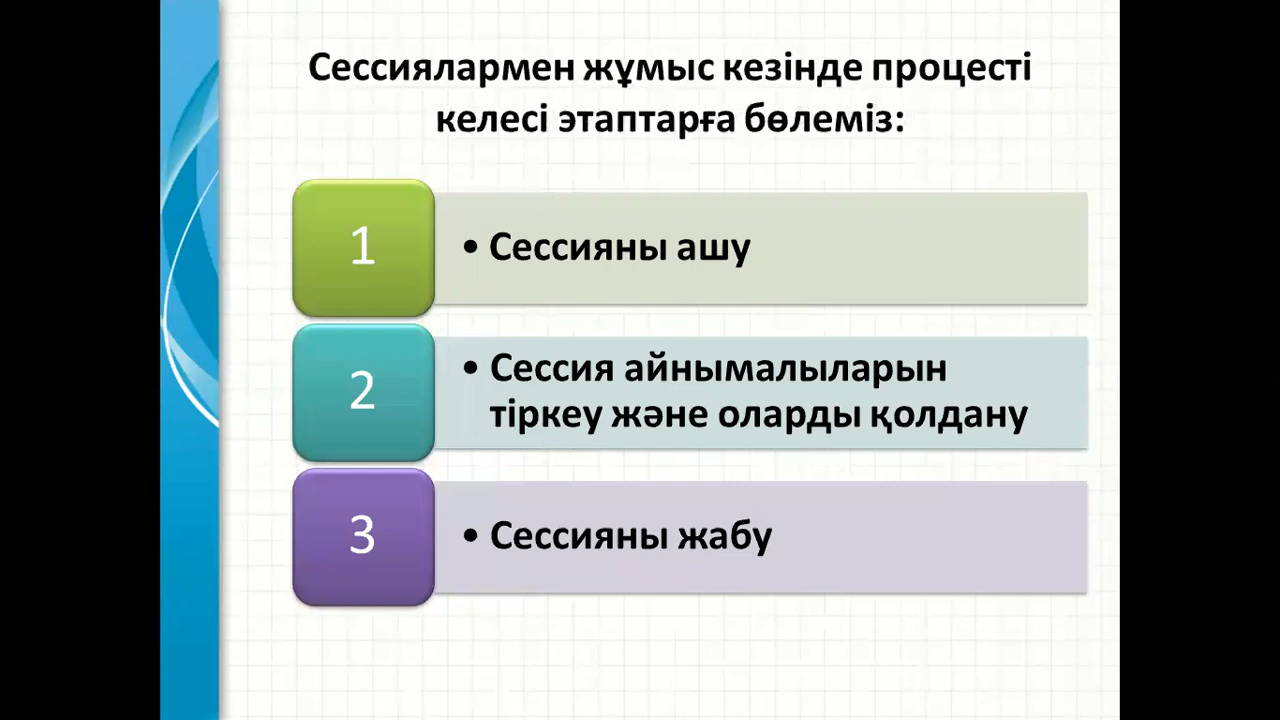 Сессиялармен жұмыс кезінде процесті
келесі этаптарға бөлеміз:
1
• Сессияны ашу
2
• Сессия айнымалыларын
тіркеу және оларды қолдану
3
• Сессияны жабу